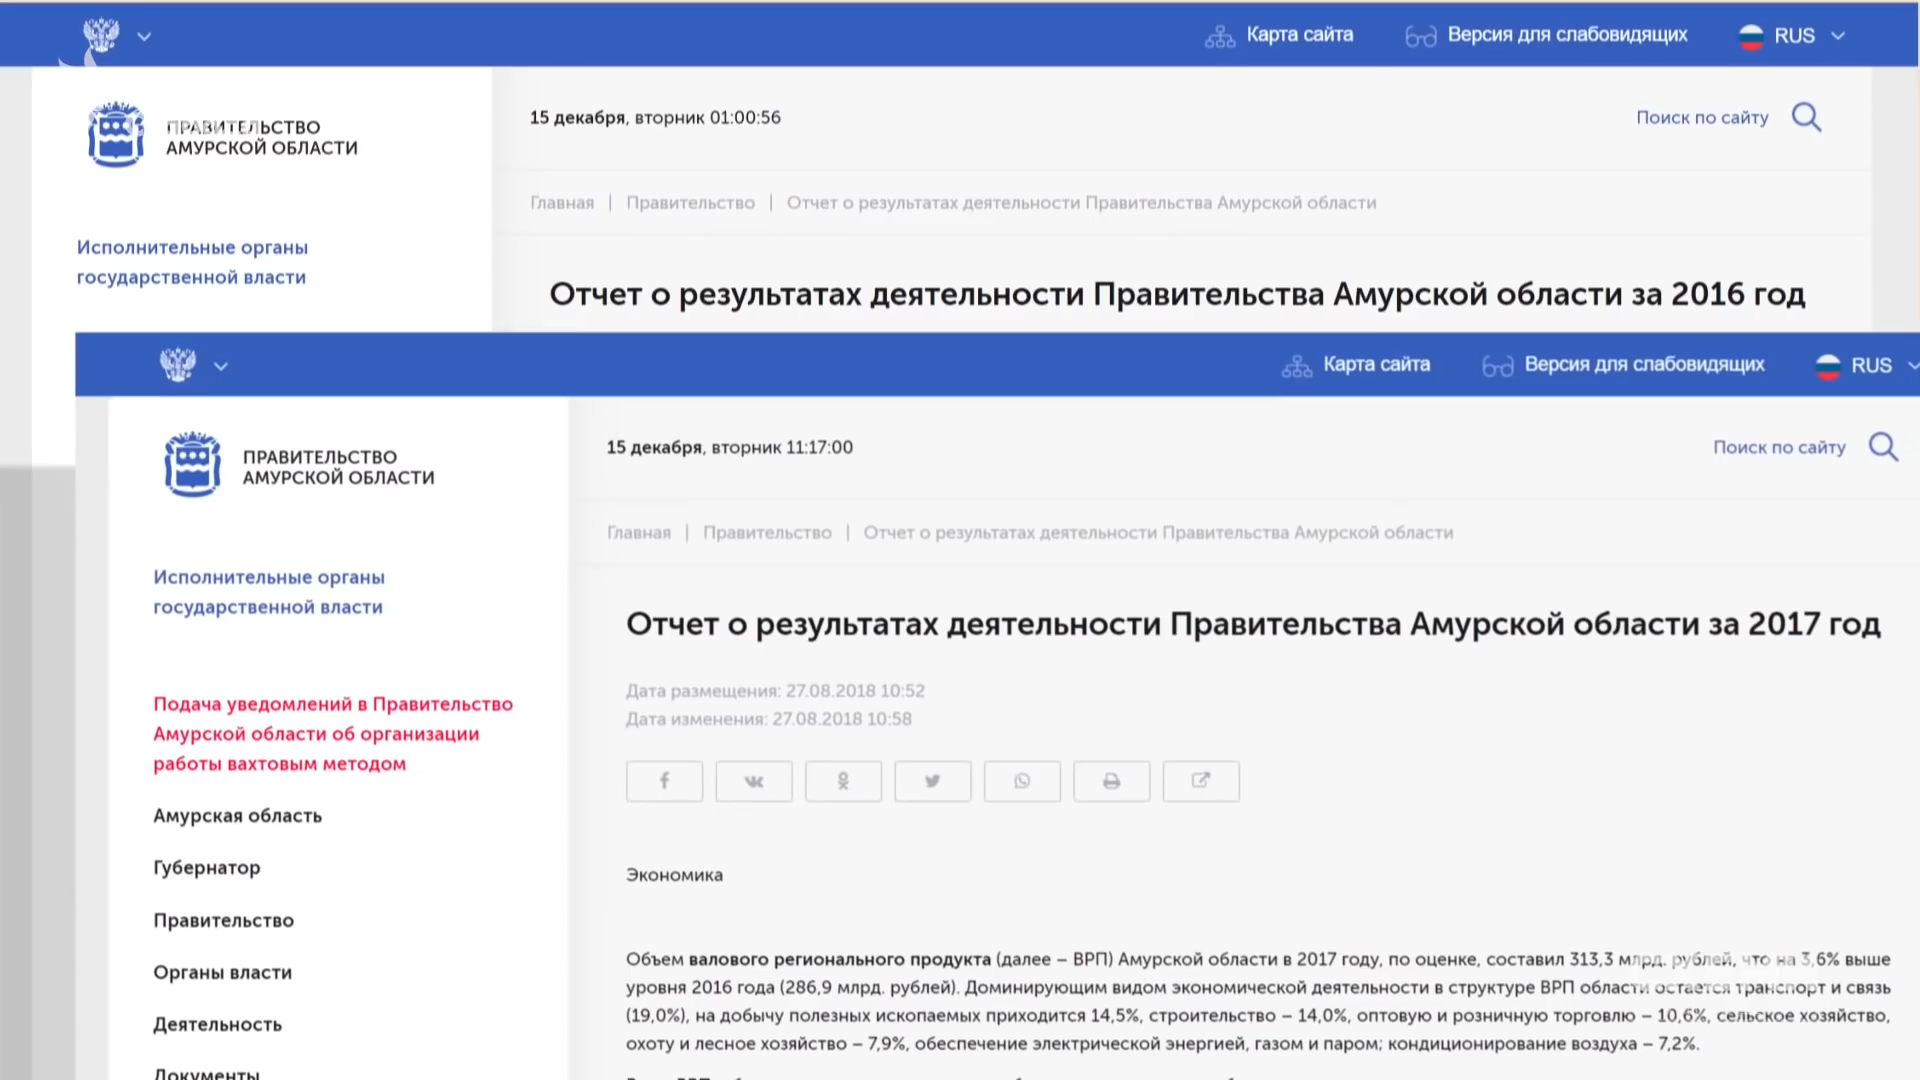 Карта сайта
Версия для слабовидящих
RUS
ПРАВИТЕЛЬСТВО
АМУРСКОЙ ОБЛАСТИ
15 декабря, вторник 01:00:56
Поиск по сайту
Главная | Правительство | Отчет о результатах деятельности Правительства Амурской области
Исполнительные органы
государственной власти
Отчет о результатах деятельности Правительства Амурской области за 2016 год
Карта сайта
Версия для слабовидящих
RUS
ПРАВИТЕЛЬСТВО
АМУРСКОЙ ОБЛАСТИ
15 декабря, вторник 11:17:00
Поиск по сайту
Главная | Правительство | Отчет о результатах деятельности Правительства Амурской области
Исполнительные органы
государственной власти
Отчет о результатах деятельности Правительства Амурской области за 2017 год
Дата размещения: 27.08.2018 10:52
Дата изменения: 27.08.2018 10:58
Подача уведомлений в Правительство
Амурской области об организации
работы вахтовым методом
Амурская область
Губернатор
Правительство
Органы власти
Деятельность
Документы
Экономика
Объем валового регионального продукта (далее – ВРП) Амурской области в 2017 году, по оценке, составил 313,3 млрд. рублей, что на 3,6% выше
уровня 2016 года (286,9 млрд. рублей). Доминирующим видом экономической деятельности в структуре ВРП области остается транспорт и связь
(19,0%), на добычу полезных ископаемых приходится 14,5%, строительство – 14,0%, оптовую и розничную торговлю – 10,6%, сельское хозяйство,
охоту и лесное хозяйство – 7,9%, обеспечение электрической энергией, газом и паром; кондиционирование воздуха – 7,2%.